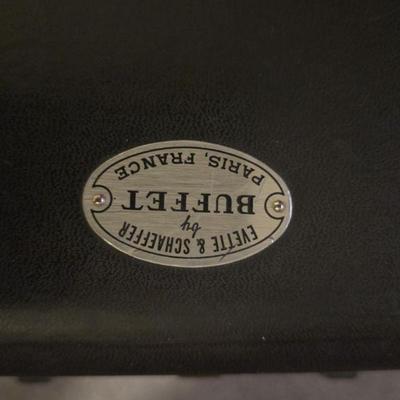 EVETTE & SCHAEFFER
by
BUFFET
PARIS, FRANCE